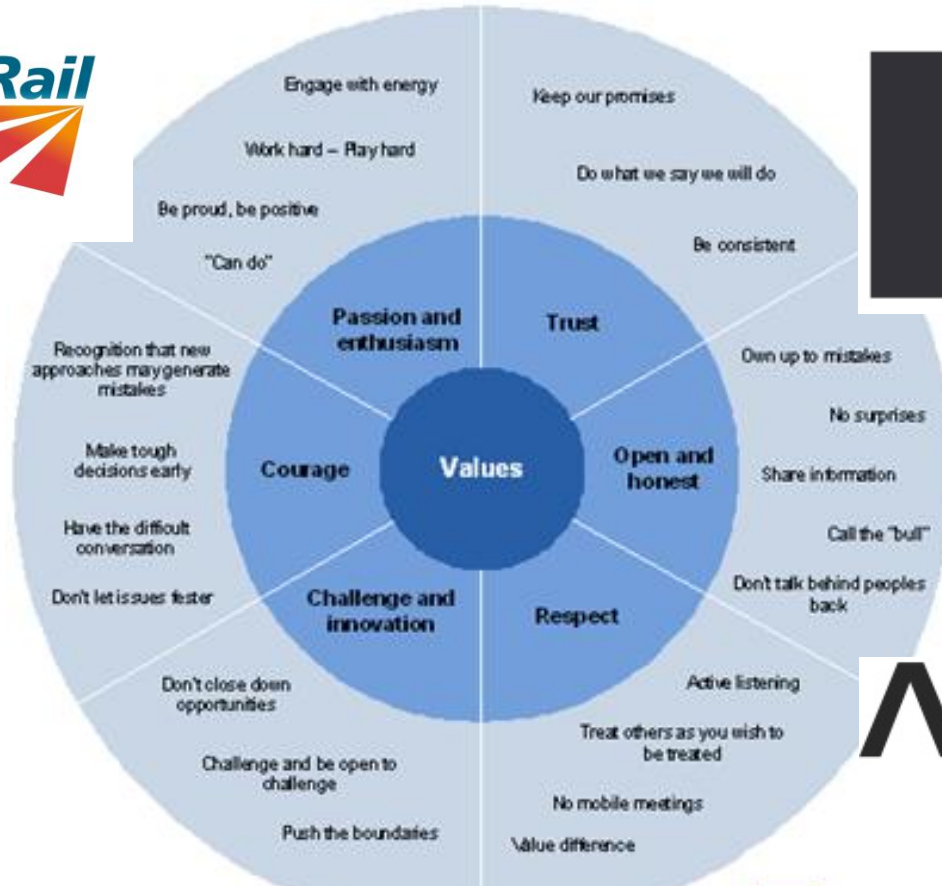 Rail
Engage with energy
Work hard – Play hard
Be proud, be positive
"Can do"
Passion and
enthusiasm
Keep our promises
Do what we say we will do
Be consistent
Trust
Own up to mistakes
No surprises
Share information
Call the "bull"
Don't talk behind peoples
back
Open and
honest
Active listening
Treat others as you wish to
be treated
No mobile meetings
Value difference
Respect
Don't close down
opportunities
Challenge and be open to
challenge
Push the boundaries
Challenge and
innovation
Recognition that new
approaches may generate
mistakes
Make tough
decisions early
Have the difficult
conversation
Don't let issues fester
Courage
Values